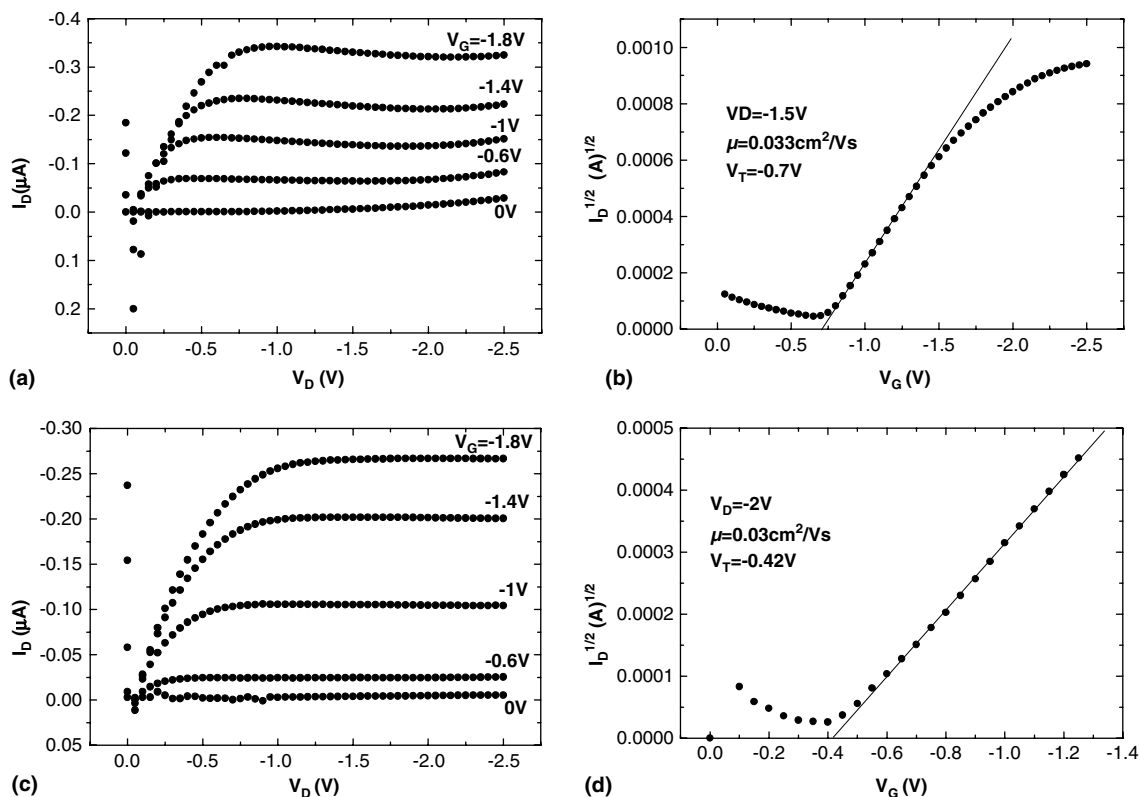 V_G=-1.8V
-1.4V
-1V
-0.6V
0V
-0.4
-0.3
-0.2
-0.1
0.0
0.1
0.2
I_D(μA)
0.0 -0.5 -1.0 -1.5 -2.0 -2.5
V_D (V)
(a)
VD=-1.5V
μ=0.033cm²/Vs
V_T=-0.7V
0.0010
0.0008
0.0006
0.0004
0.0002
0.0000
I_D^1/2 (A)^1/2
0.0 -0.5 -1.0 -1.5 -2.0 -2.5
V_G (V)
(b)
V_G=-1.8V
-1.4V
-1V
-0.6V
0V
-0.30
-0.25
-0.20
-0.15
-0.10
-0.05
0.00
0.05
I_D (μA)
0.0 -0.5 -1.0 -1.5 -2.0 -2.5
V_D (V)
(c)
V_D=-2V
μ=0.03cm²/Vs
V_T=-0.42V
0.0005
0.0004
0.0003
0.0002
0.0001
0.0000
I_D^1/2 (A)^1/2
0.0 -0.2 -0.4 -0.6 -0.8 -1.0 -1.2 -1.4
V_G (V)
(d)